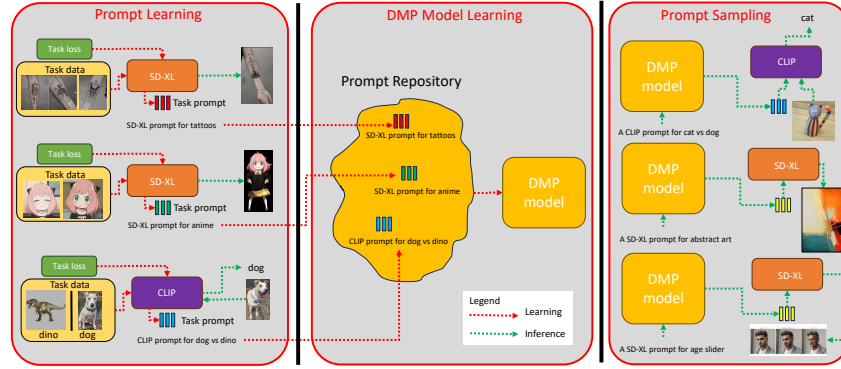 Prompt Learning
Task loss
Task data
SD-XL
Task prompt
SD-XL prompt for tattoos
Task loss
Task data
SD-XL
Task prompt
SD-XL prompt for anime
Task loss
Task data
dino
dog
CLIP
dog
Task prompt
CLIP prompt for dog vs dino
DMP Model Learning
Prompt Repository
SD-XL prompt for tattoos
SD-XL prompt for anime
CLIP prompt for dog vs dino
DMP
model
Legend
Learning
Inference
Prompt Sampling
cat
DMP
model
CLIP
A CLIP prompt for cat vs dog
DMP
model
SD-XL
A SD-XL prompt for abstract art
DMP
model
SD-XL
A SD-XL prompt for age slider